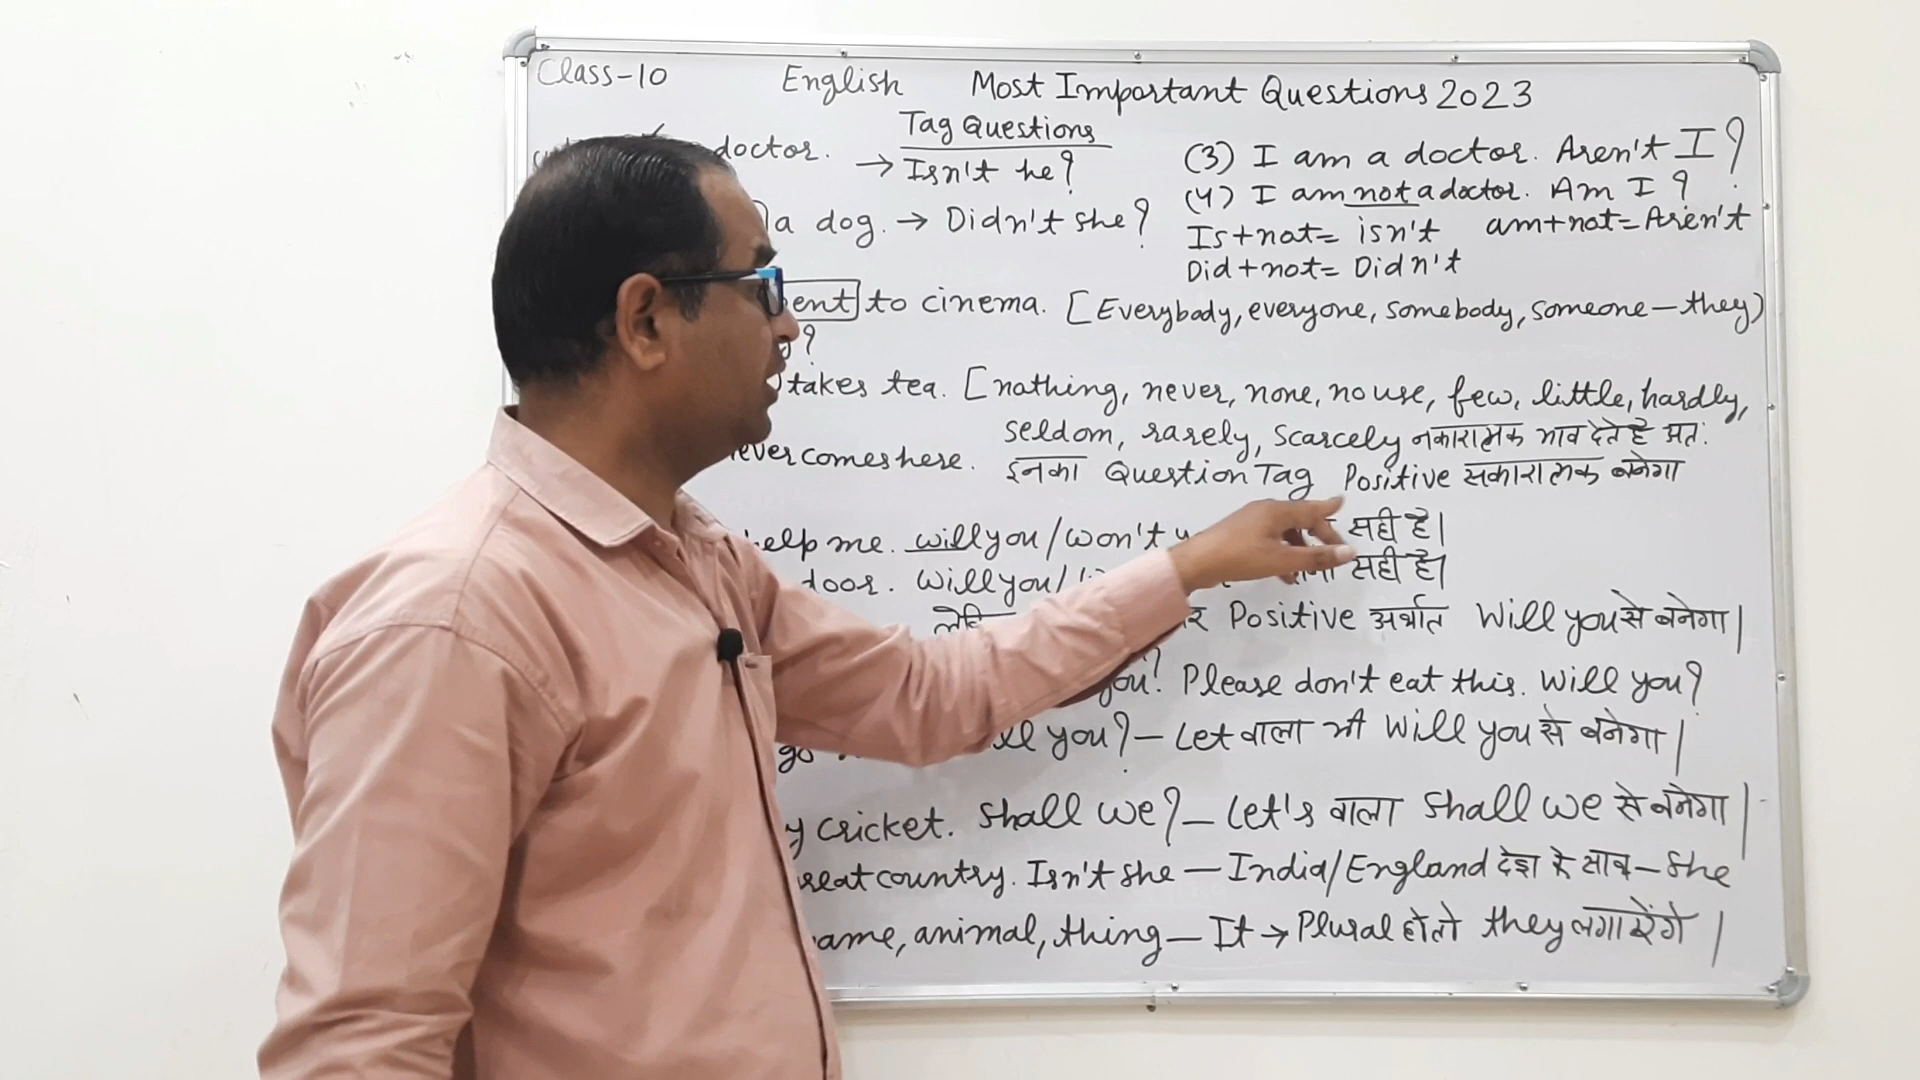 Class-10 English Most Important Questions 2023
Tag Questions
doctor. → Isn't he?
a dog. → Didn't she?
(3) I am a doctor. Aren't I?
(4) I am not a doctor. Am I?
Is+not= isn't am+not= Aren't
Did+not= Didn't
ent to cinema. [Everybody, everyone, somebody, someone - they)
?
takes tea. [nothing, never, none, no use, few, little, hardly,
seldom, rarely, scarcely नकारात्मक भाव देते है अत:
never comes here. इनका Question Tag Positive सकारात्मक बनेगा
help me. will you/won't सही है।
door. Will you/ सही है।
Positive अर्थात Will you से बनेगा।
you? Please don't eat this. Will you?
go you? - Let वाला भी Will you से बनेगा।
y cricket. Shall we? - Let's वाला Shall we से बनेगा।
reat country. Isn't she - India/England देश के साथ - She
ame, animal, thing - It → Plural हो तो they लगा देंगे।